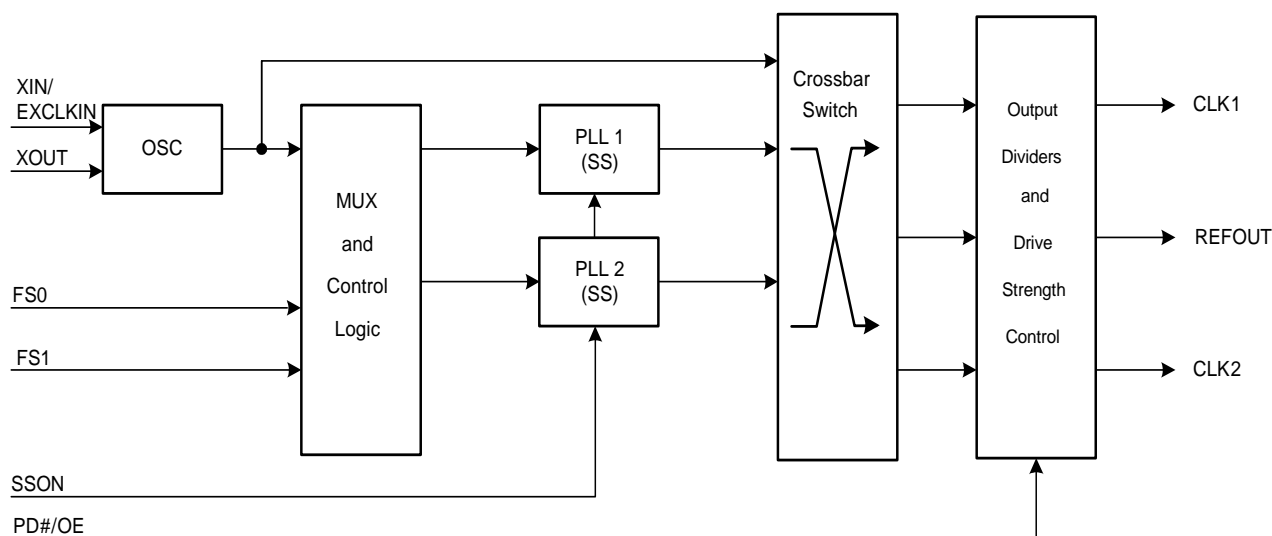 XIN/
EXCLKIN
XOUT
OSC
FS0
FS1
SSON
PD#/OE
MUX
and
Control
Logic
PLL 1
(SS)
PLL 2
(SS)
Crossbar
Switch
Output
Dividers
and
Drive
Strength
Control
CLK1
REFOUT
CLK2